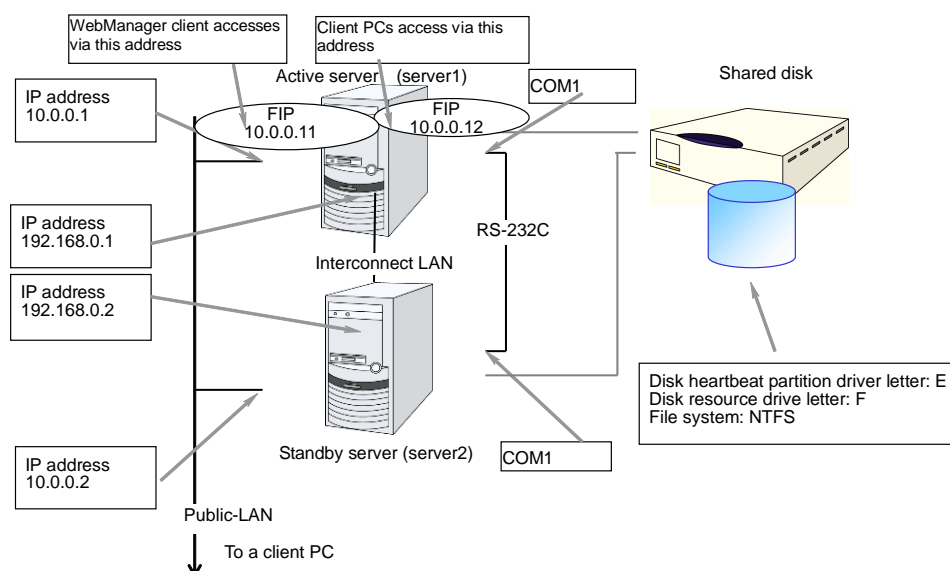 WebManager client accesses
via this address
Client PCs access via this
address
Active server (server1)
COM1
Shared disk
IP address
10.0.0.1
FIP
10.0.0.11
FIP
10.0.0.12
IP address
192.168.0.1
RS-232C
Interconnect LAN
IP address
192.168.0.2
Disk heartbeat partition driver letter: E
Disk resource drive letter: F
File system: NTFS
IP address
10.0.0.2
Standby server (server2)
COM1
Public-LAN
To a client PC